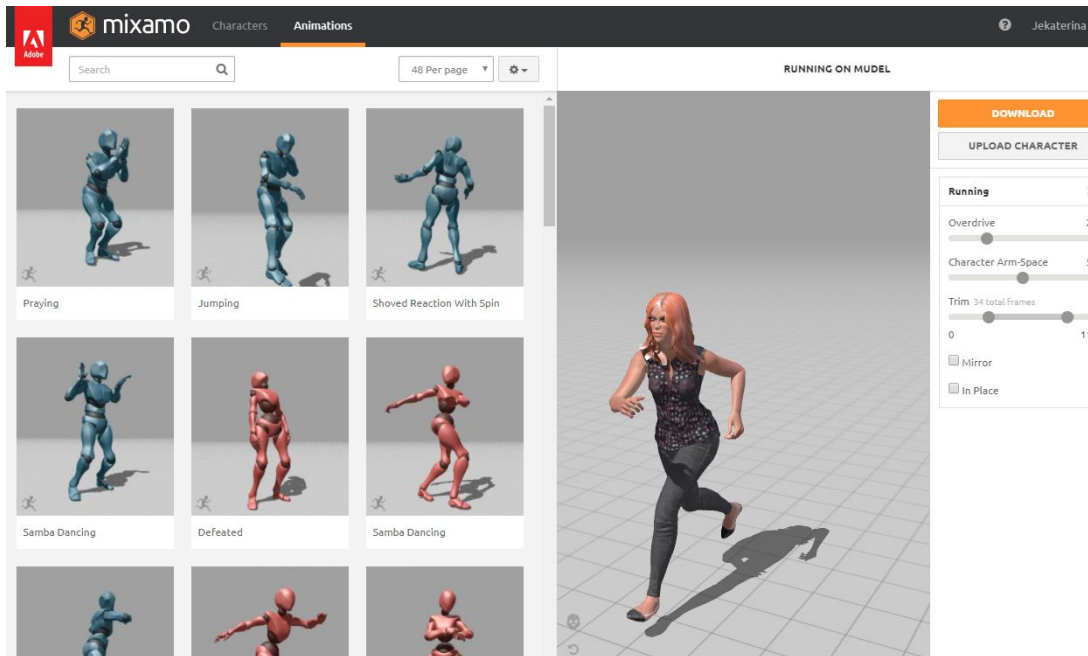 Adobe
mixamo Characters Animations
Jekaterina
Search
48 Per page
RUNNING ON MUDEL
DOWNLOAD
UPLOAD CHARACTER
Running
Overdrive
Character Arm-Space
Trim 34 total frames
0
Mirror
In Place
Praying
Jumping
Shoved Reaction With Spin
Samba Dancing
Defeated
Samba Dancing